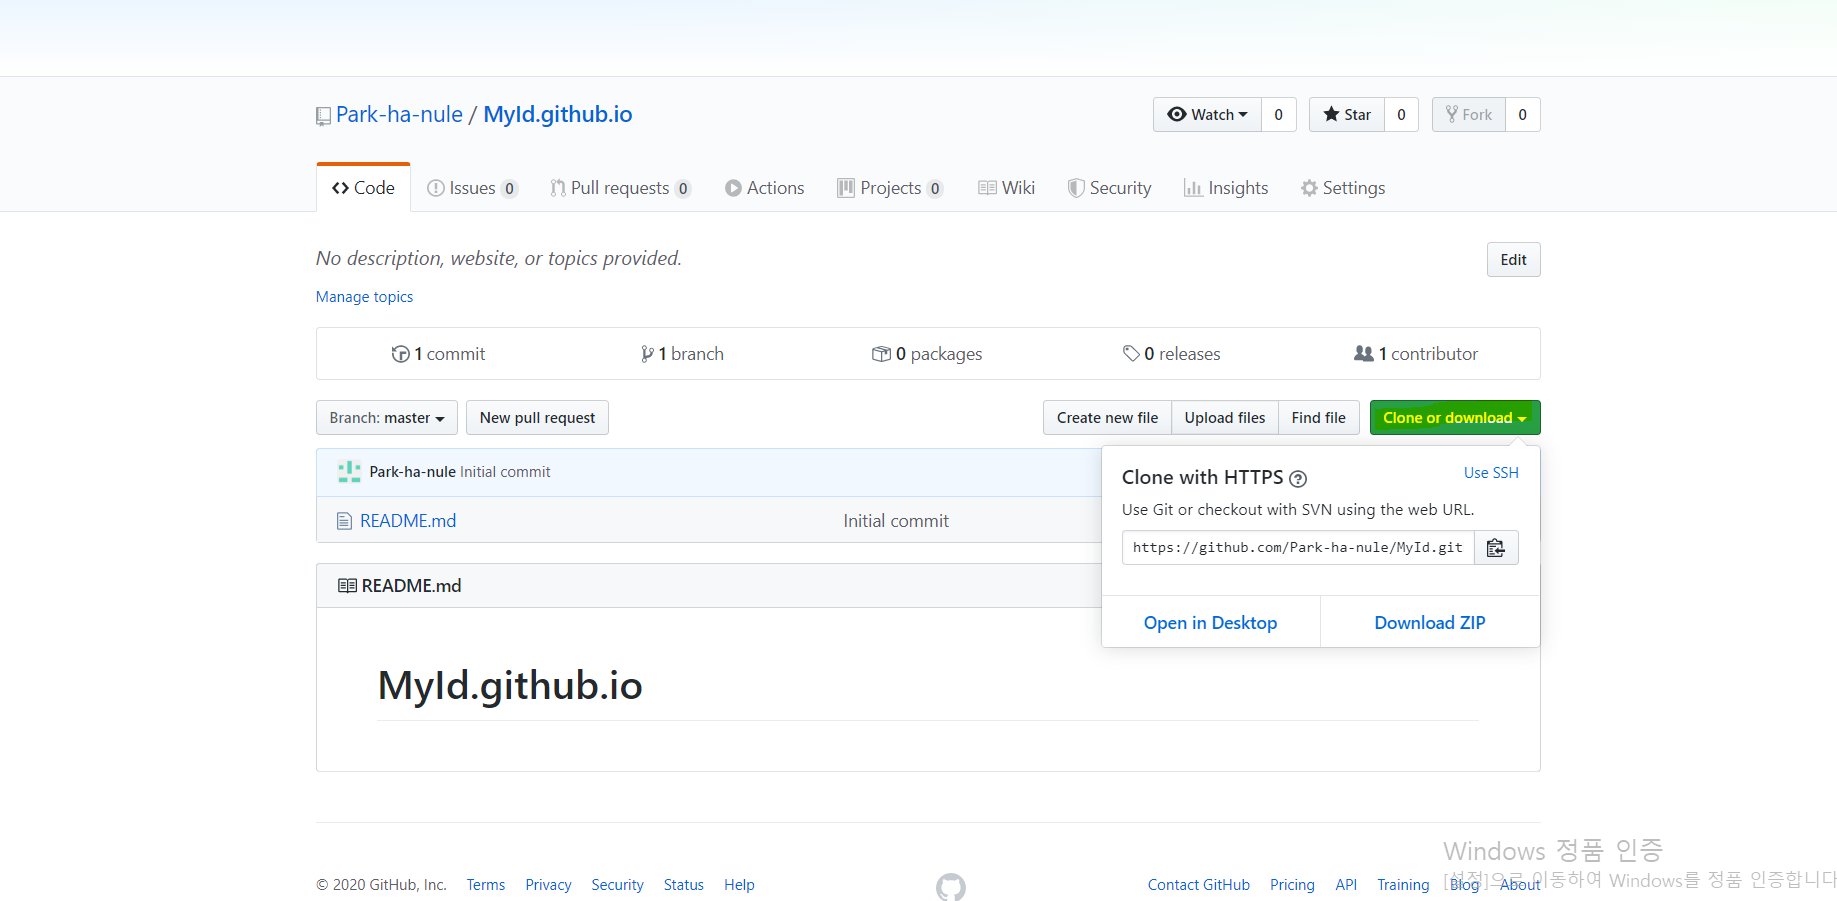 Park-ha-nule / MyId.github.io
Watch 0 Star 0 Fork 0
Code Issues 0 Pull requests 0 Actions Projects 0 Wiki Security Insights Settings
No description, website, or topics provided.
Edit
Manage topics
1 commit 1 branch 0 packages 0 releases 1 contributor
Branch: master New pull request Create new file Upload files Find file Clone or download
Park-ha-nule Initial commit
README.md Initial commit
Clone with HTTPS Use SSH
Use Git or checkout with SVN using the web URL.
https://github.com/Park-ha-nule/MyId.git
Open in Desktop Download ZIP
README.md
MyId.github.io
Windows 정품 인증
[설정]으로 이동하여 Windows를 정품 인증합니다
© 2020 GitHub, Inc. Terms Privacy Security Status Help Contact GitHub Pricing API Training Blog About